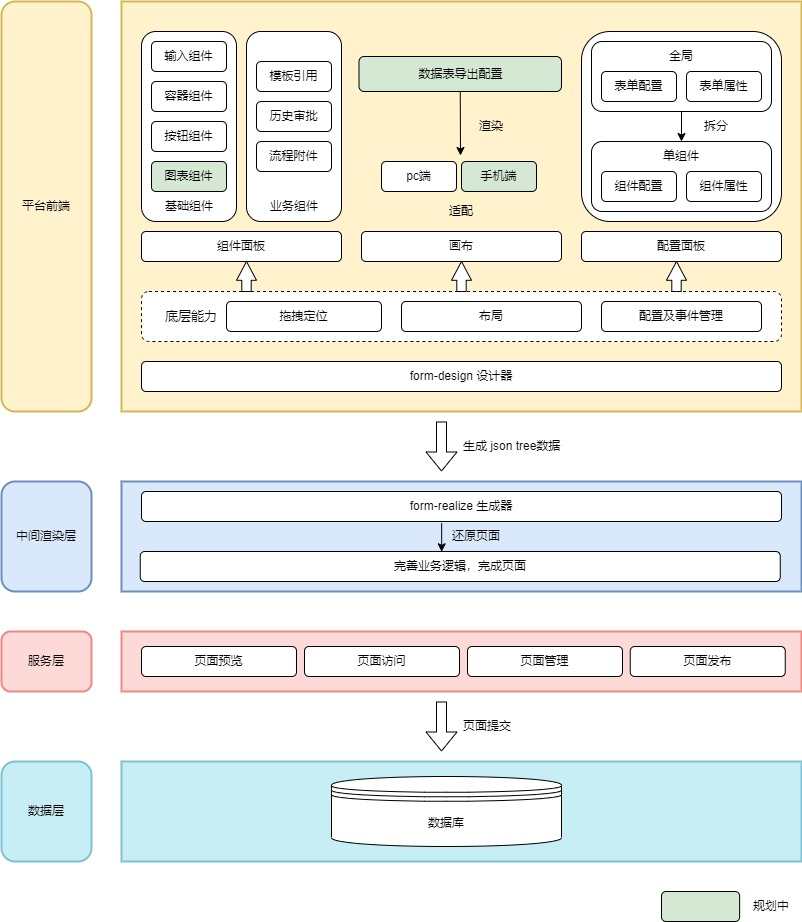 平台前端
输入组件
容器组件
按钮组件
图表组件
基础组件
模板引用
历史审批
流程附件
业务组件
数据表导出配置
渲染
pc端
手机端
适配
全局
表单配置
表单属性
拆分
单组件
组件配置
组件属性
组件面板
画布
配置面板
底层能力
拖拽定位
布局
配置及事件管理
form-design 设计器
生成 json tree数据
中间渲染层
form-realize 生成器
还原页面
完善业务逻辑，完成页面
服务层
页面预览
页面访问
页面管理
页面发布
页面提交
数据层
数据库
规划中